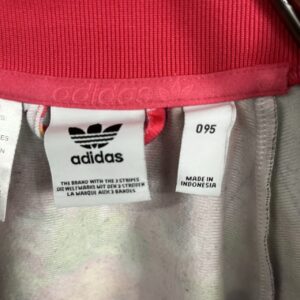 adidas
adidas
THE BRAND WITH THE 3 STRIPES
DIE WELTMARKE MIT DEN 3 STREIFEN
LA MARQUE AUX 3 BANDES
095
MADE IN
INDONESIA